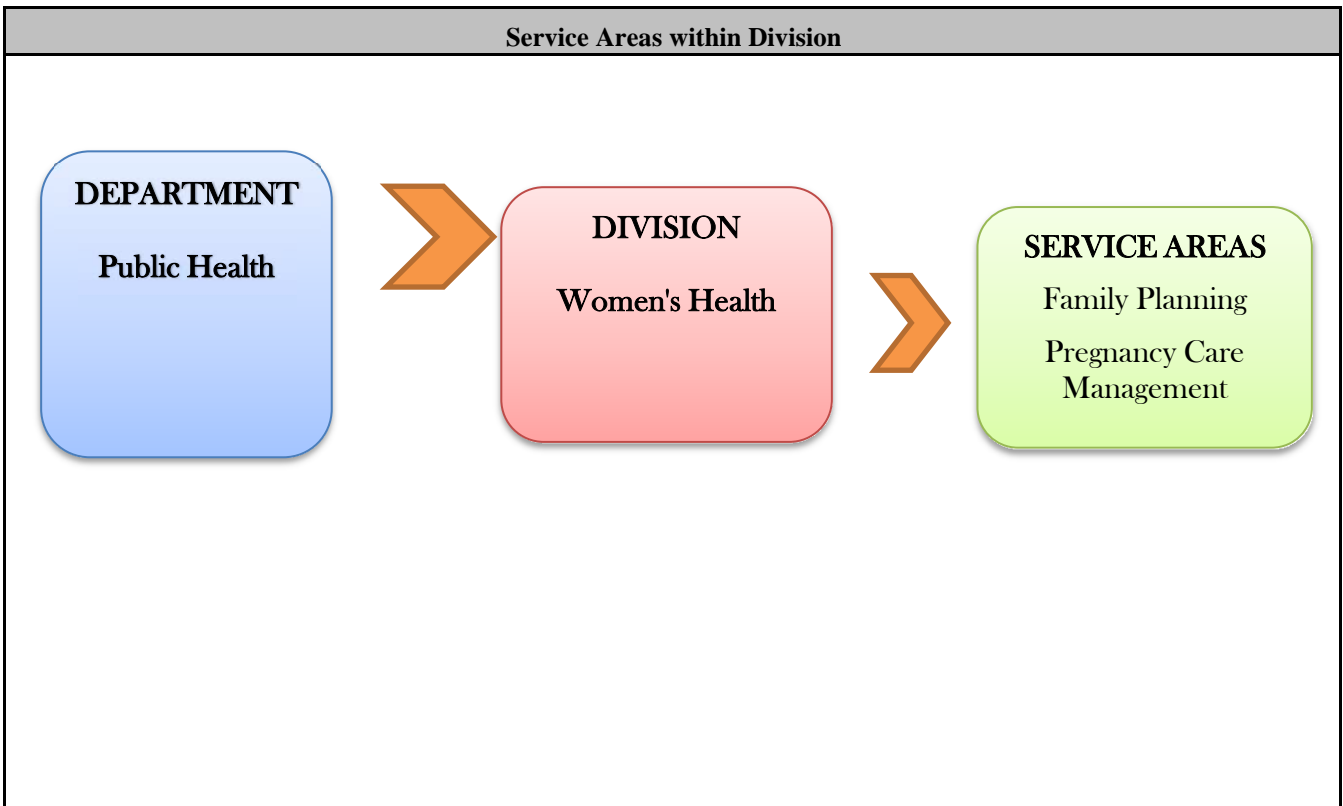 Service Areas within Division
DEPARTMENT
Public Health
DIVISION
Women's Health
SERVICE AREAS
Family Planning
Pregnancy Care
Management